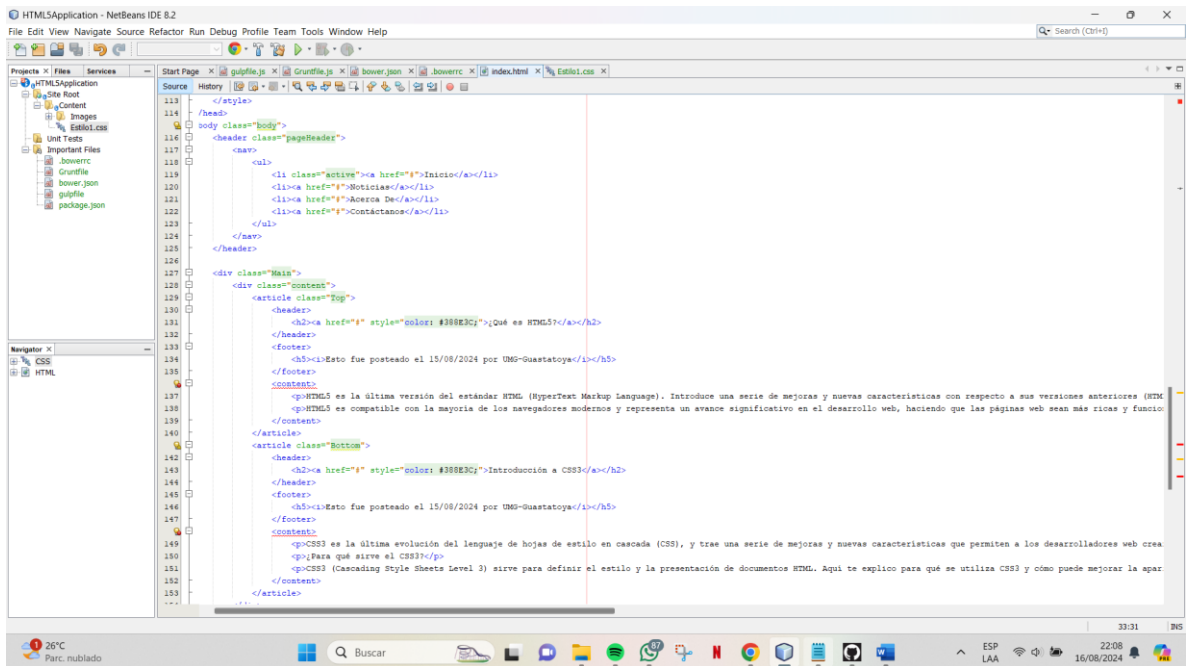 HTML5Application - NetBeans IDE 8.2
File Edit View Navigate Source Refactor Run Debug Profile Team Tools Window Help
Search (Ctrl+I)
Projects Files Services
Start Page gulpfile.js Gruntfile.js bower.json .bowerrc index.html Estilo1.css
HTML5Application
Site Root
Content
Images
Estilo1.css
Unit Tests
Important Files
.bowerrc
Gruntfile
bower.json
gulpfile
package.json
Navigator
CSS
HTML
Source History
113 </style>
114 /head>
body class="body">
116 <header class="pageHeader">
117 <nav>
118 <ul>
119 <li class="active"><a href="#">Inicio</a></li>
120 <li><a href="#">Noticias</a></li>
121 <li><a href="#">Acerca De</a></li>
122 <li><a href="#">Contáctanos</a></li>
123 </ul>
124 </nav>
125 </header>
126
127 <div class="Main">
128 <div class="content">
129 <article class="Top">
130 <header>
131 <h2><a href="#" style="color: #388E3C;">¿Qué es HTML5?</a></h2>
132 </header>
133 <footer>
134 <h5><i>Esto fue posteado el 15/08/2024 por UMG-Guastatoya</i></h5>
135 </footer>
<content>
137 <p>HTML5 es la última versión del estándar HTML (HyperText Markup Language). Introduce una serie de mejoras y nuevas características con respecto a sus versiones anteriores (HTM
138 <p>HTML5 es compatible con la mayoria de los navegadores modernos y representa un avance significativo en el desarrollo web, haciendo que las páginas web sean más ricas y funcio
139 </content>
140 </article>
<article class="Bottom">
142 <header>
143 <h2><a href="#" style="color: #388E3C;">Introducción a CSS3</a></h2>
144 </header>
145 <footer>
146 <h5><i>Esto fue posteado el 15/08/2024 por UMG-Guastatoya</i></h5>
147 </footer>
<content>
149 <p>CSS3 es la última evolución del lenguaje de hojas de estilo en cascada (CSS), y trae una serie de mejoras y nuevas características que permiten a los desarrolladores web crea
150 <p>¿Para qué sirve el CSS3?</p>
151 <p>CSS3 (Cascading Style Sheets Level 3) sirve para definir el estilo y la presentación de documentos HTML. Aquí te explico para qué se utiliza CSS3 y cómo puede mejorar la apar
152 </content>
153 </article>
33:31 INS
1
26°C
Parc. nublado
Buscar
87
ESP
LAA
22:08
16/08/2024